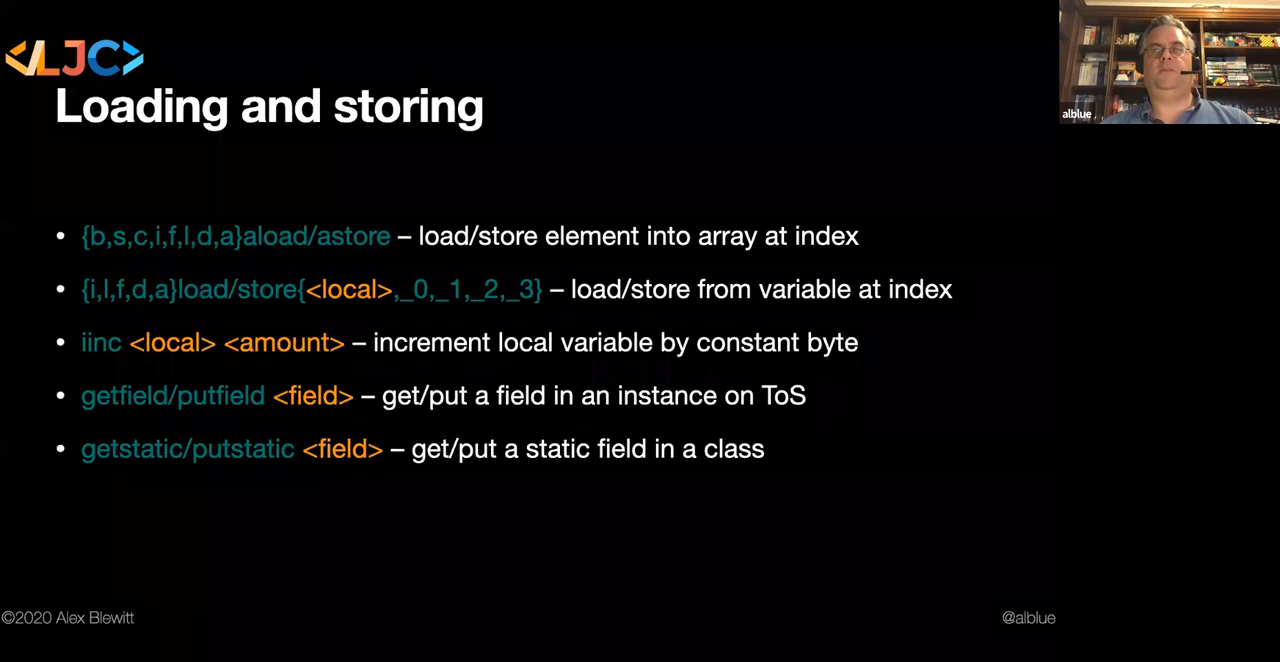 <LJC>
alblue
Loading and storing
• {b,s,c,i,f,l,d,a}aload/astore – load/store element into array at index
• {i,l,f,d,a}load/store{<local>,_0,_1,_2,_3} – load/store from variable at index
• iinc <local> <amount> – increment local variable by constant byte
• getfield/putfield <field> – get/put a field in an instance on ToS
• getstatic/putstatic <field> – get/put a static field in a class
©2020 Alex Blewitt
@alblue